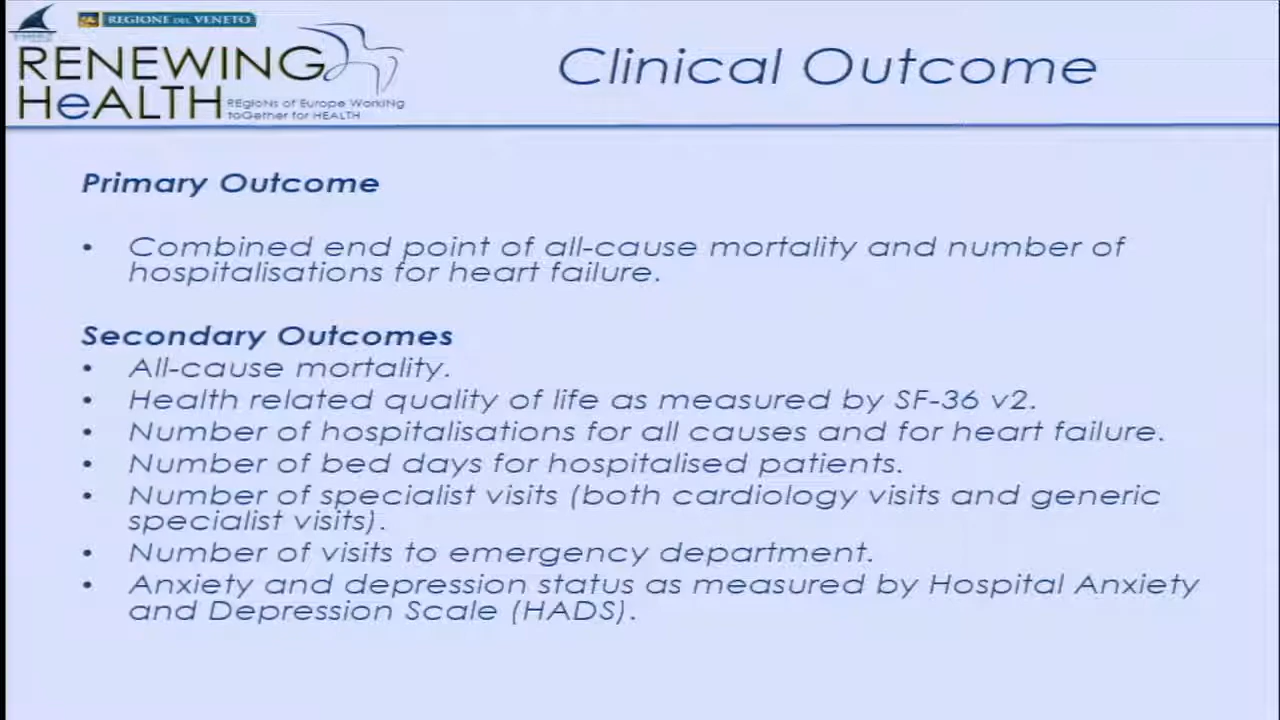 REGIONE DEL VENETO
RENEWING
HeALTH
REgioNs of Europe WorkINg
toGether for HEALTH
Clinical Outcome
Primary Outcome
• Combined end point of all-cause mortality and number of
hospitalisations for heart failure.
Secondary Outcomes
• All-cause mortality.
• Health related quality of life as measured by SF-36 v2.
• Number of hospitalisations for all causes and for heart failure.
• Number of bed days for hospitalised patients.
• Number of specialist visits (both cardiology visits and generic
specialist visits).
• Number of visits to emergency department.
• Anxiety and depression status as measured by Hospital Anxiety
and Depression Scale (HADS).